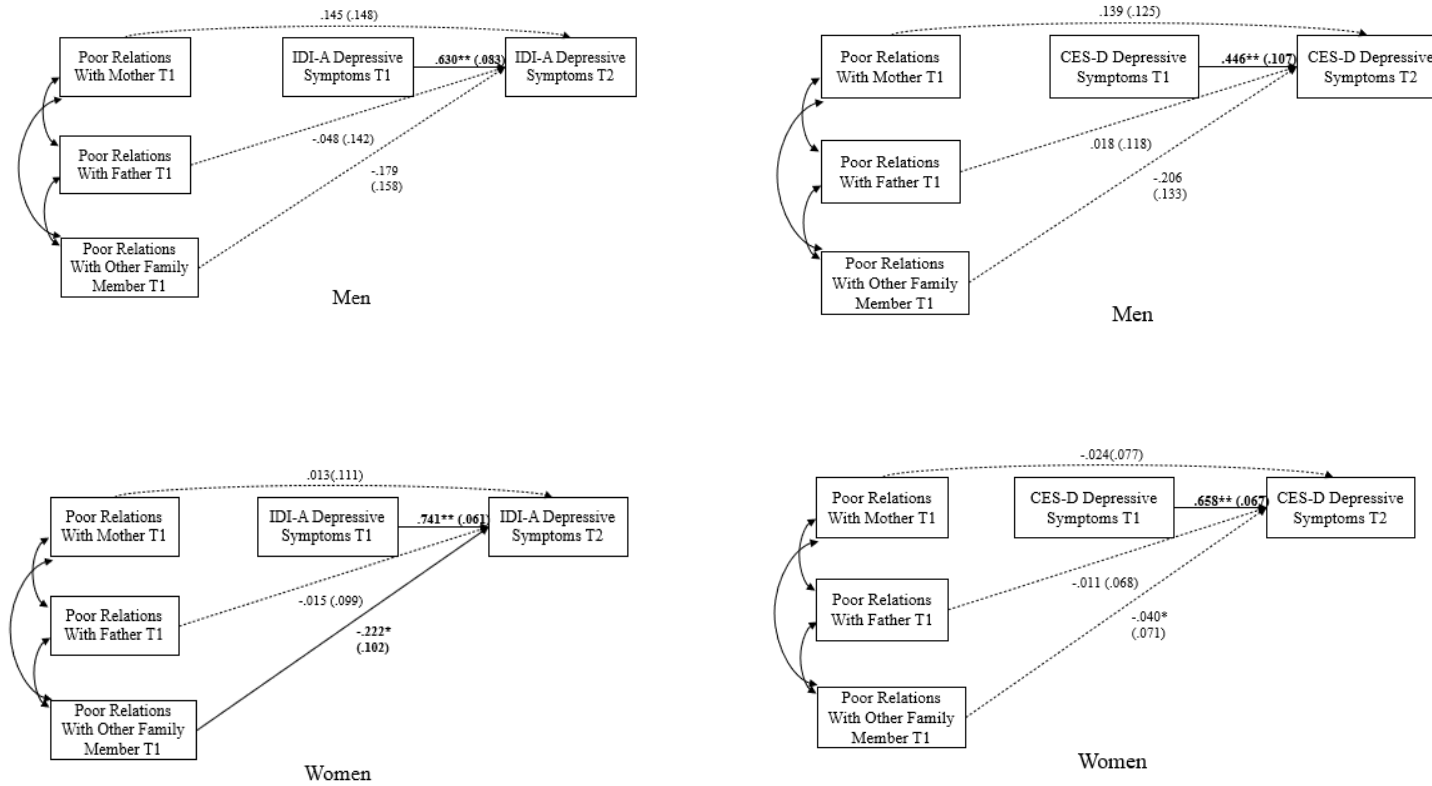 .145 (.148)
Poor Relations
With Mother T1
IDI-A Depressive
Symptoms T1
.630** (.083)
IDI-A Depressive
Symptoms T2
Poor Relations
With Father T1
-.048 (.142)
-.179
(.158)
Poor Relations
With Other Family
Member T1
Men
.139 (.125)
Poor Relations
With Mother T1
CES-D Depressive
Symptoms T1
.446** (.107)
CES-D Depressive
Symptoms T2
Poor Relations
With Father T1
.018 (.118)
-.206
(.133)
Poor Relations
With Other Family
Member T1
Men
.013(.111)
Poor Relations
With Mother T1
IDI-A Depressive
Symptoms T1
.741** (.061)
IDI-A Depressive
Symptoms T2
Poor Relations
With Father T1
-.015 (.099)
-.222*
(.102)
Poor Relations
With Other Family
Member T1
Women
-.024(.077)
Poor Relations
With Mother T1
CES-D Depressive
Symptoms T1
.658** (.067)
CES-D Depressive
Symptoms T2
Poor Relations
With Father T1
-.011 (.068)
-.040*
(.071)
Poor Relations
With Other Family
Member T1
Women